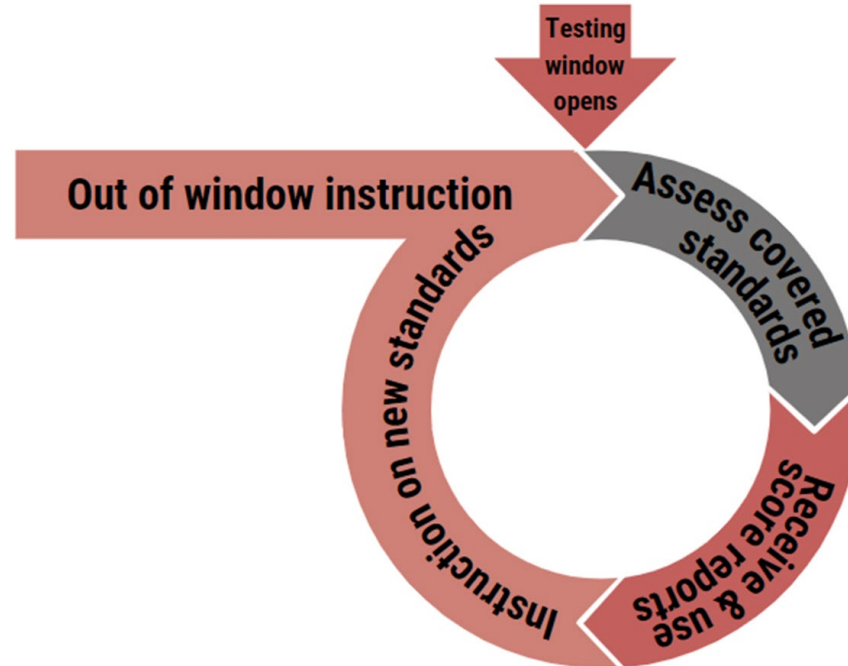 Testing
window
opens
Out of window instruction
Assess covered
standards
Receive & use
score reports
Instruction on new standards